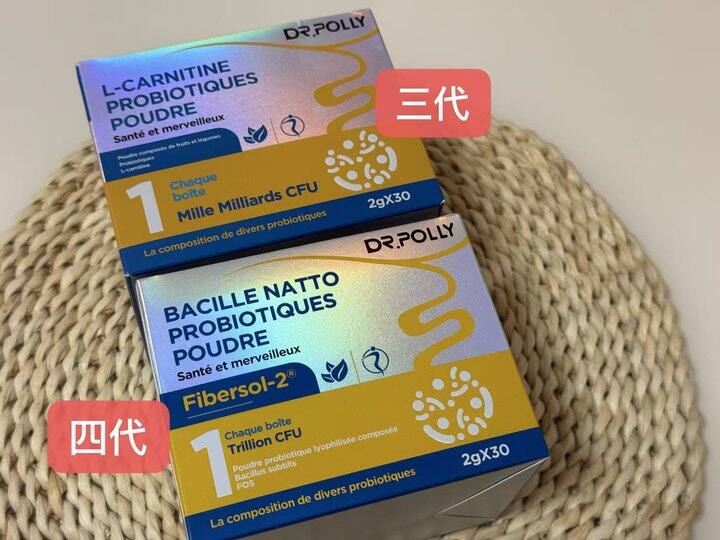 DR.POLLY
L-CARNITINE
PROBIOTIQUES
POUDRE
Santé et merveilleux
Poudre composée de fruits et légumes
Probiotiques
L-carnitine
三代
1
Chaque
boîte
Mille Milliards CFU
2gX30
La composition de divers probiotiques
DR.POLLY
BACILLE NATTO
PROBIOTIQUES
POUDRE
Santé et merveilleux
Fibersol-2®
四代
1
Chaque boîte
Trillion CFU
Poudre probiotique lyophilisée composée
Bacillus subtilis
FOS
2gX30
La composition de divers probiotiques